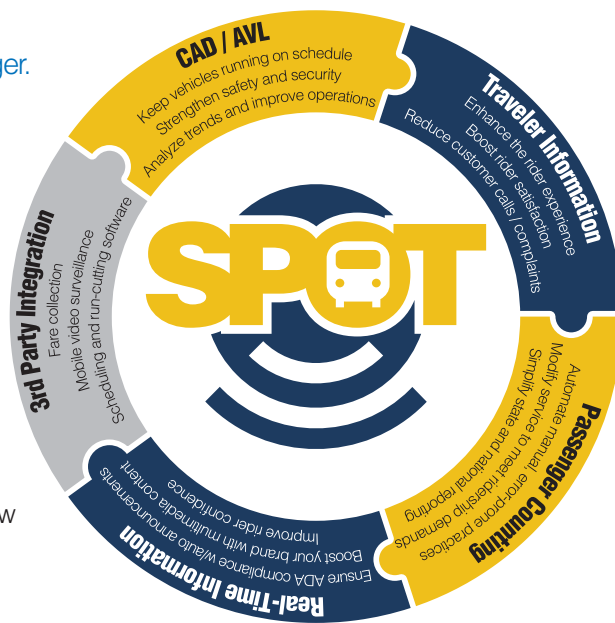 ger.
CAD / AVL
Keep vehicles running on schedule
Strengthen safety and security
Analyze trends and improve operations
Traveler Information
Enhance the rider experience
Boost rider satisfaction
Reduce customer calls / complaints
Passenger Counting
Automate manual, error-prone practices
Modify service to meet ridership demands
Simplify state and national reporting
Real-Time Information
Ensure ADA compliance w/auto announcements
Boost your brand with multimedia content
Improve rider confidence
3rd Party Integration
Fare collection
Mobile video surveillance
Scheduling and run-cutting software
SPOT
w